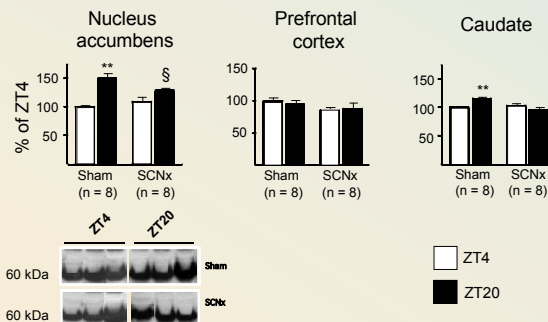 Nucleus
accumbens
Prefrontal
cortex
Caudate
% of ZT4
150
100
50
**
§
Sham
(n = 8)
SCNx
(n = 8)
150
100
50
Sham
(n = 8)
SCNx
(n = 8)
150
100
50
**
Sham
(n = 8)
SCNx
(n = 8)
ZT4
ZT20
60 kDa
Sham
60 kDa
SCNx
ZT4
ZT20